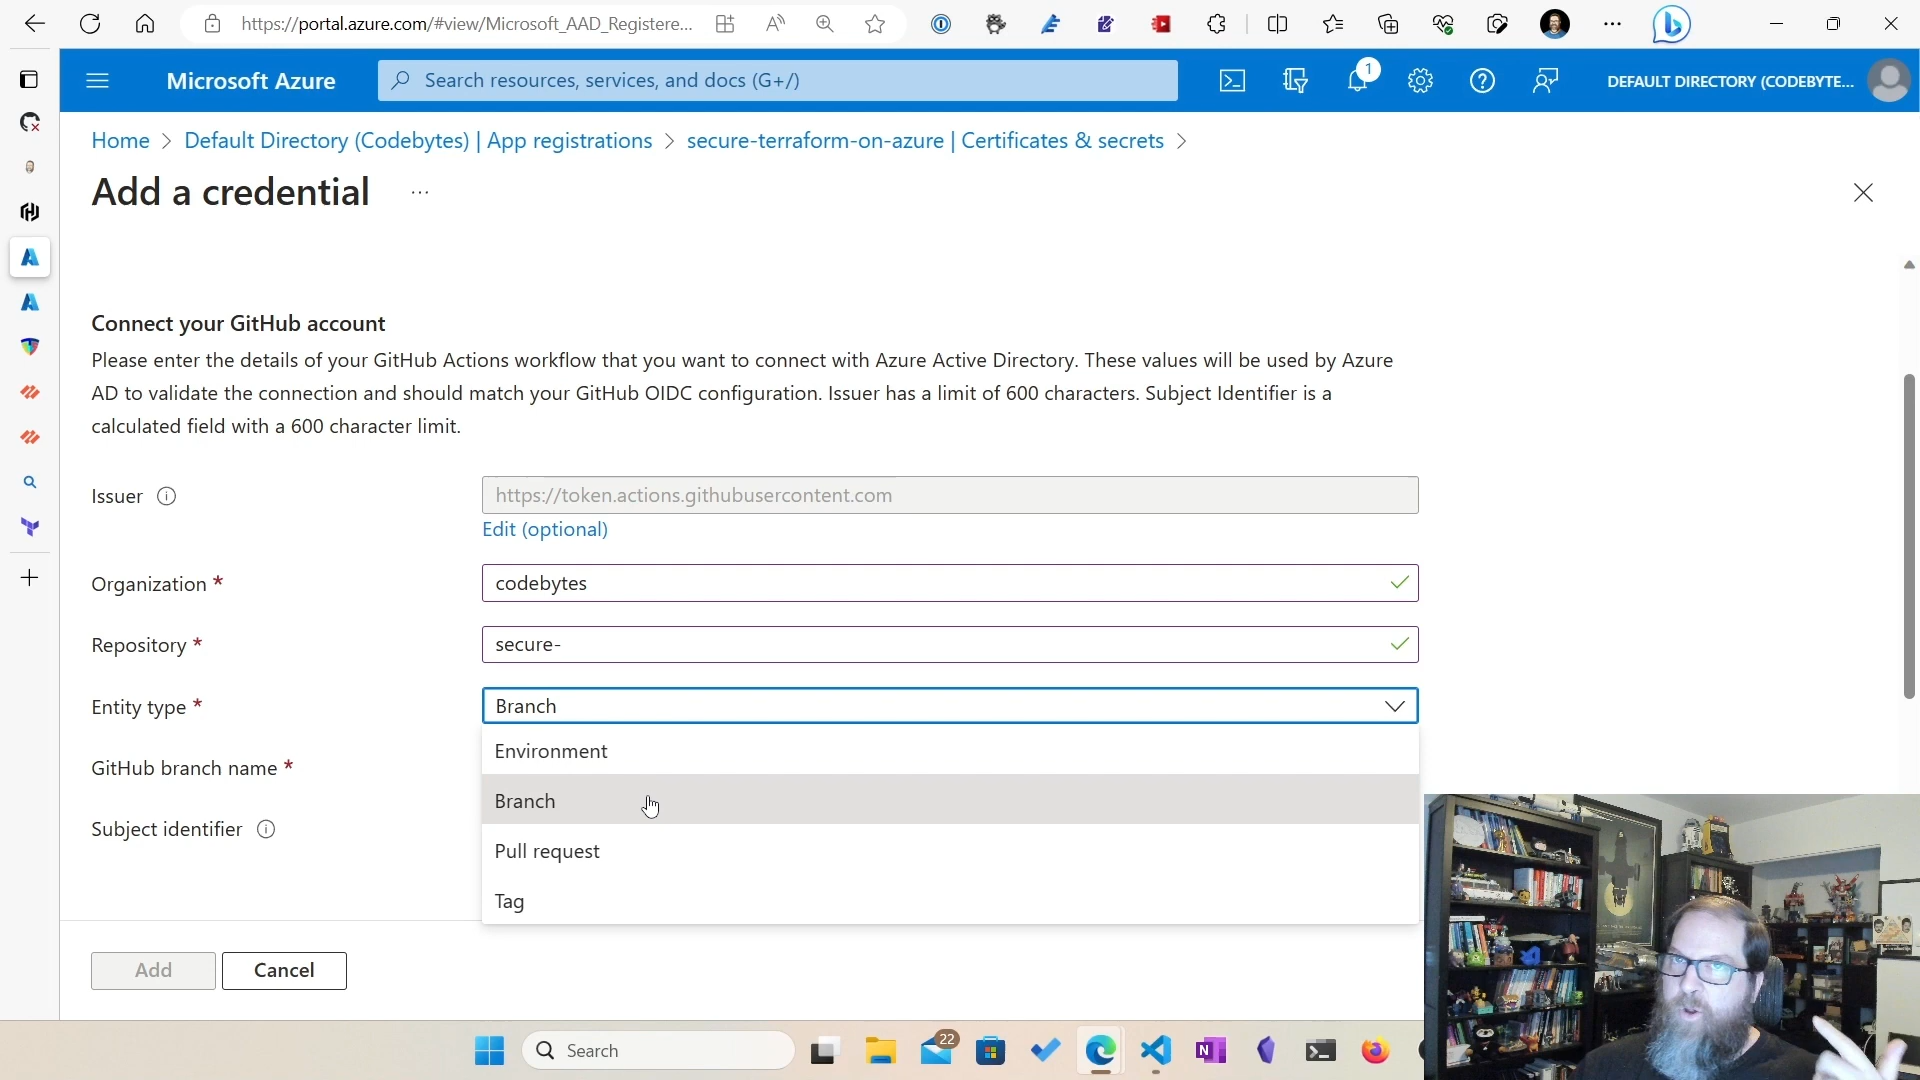 https://portal.azure.com/#view/Microsoft_AAD_Registere...
Microsoft Azure
Search resources, services, and docs (G+/)
1
DEFAULT DIRECTORY (CODEBYTE...
Home > Default Directory (Codebytes) | App registrations > secure-terraform-on-azure | Certificates & secrets >
Add a credential ...
Connect your GitHub account
Please enter the details of your GitHub Actions workflow that you want to connect with Azure Active Directory. These values will be used by Azure
AD to validate the connection and should match your GitHub OIDC configuration. Issuer has a limit of 600 characters. Subject Identifier is a
calculated field with a 600 character limit.
Issuer
https://token.actions.githubusercontent.com
Edit (optional)
Organization *
codebytes
Repository *
secure-
Entity type *
Branch
Environment
GitHub branch name *
Branch
Subject identifier
Pull request
Tag
Add
Cancel
Search
22